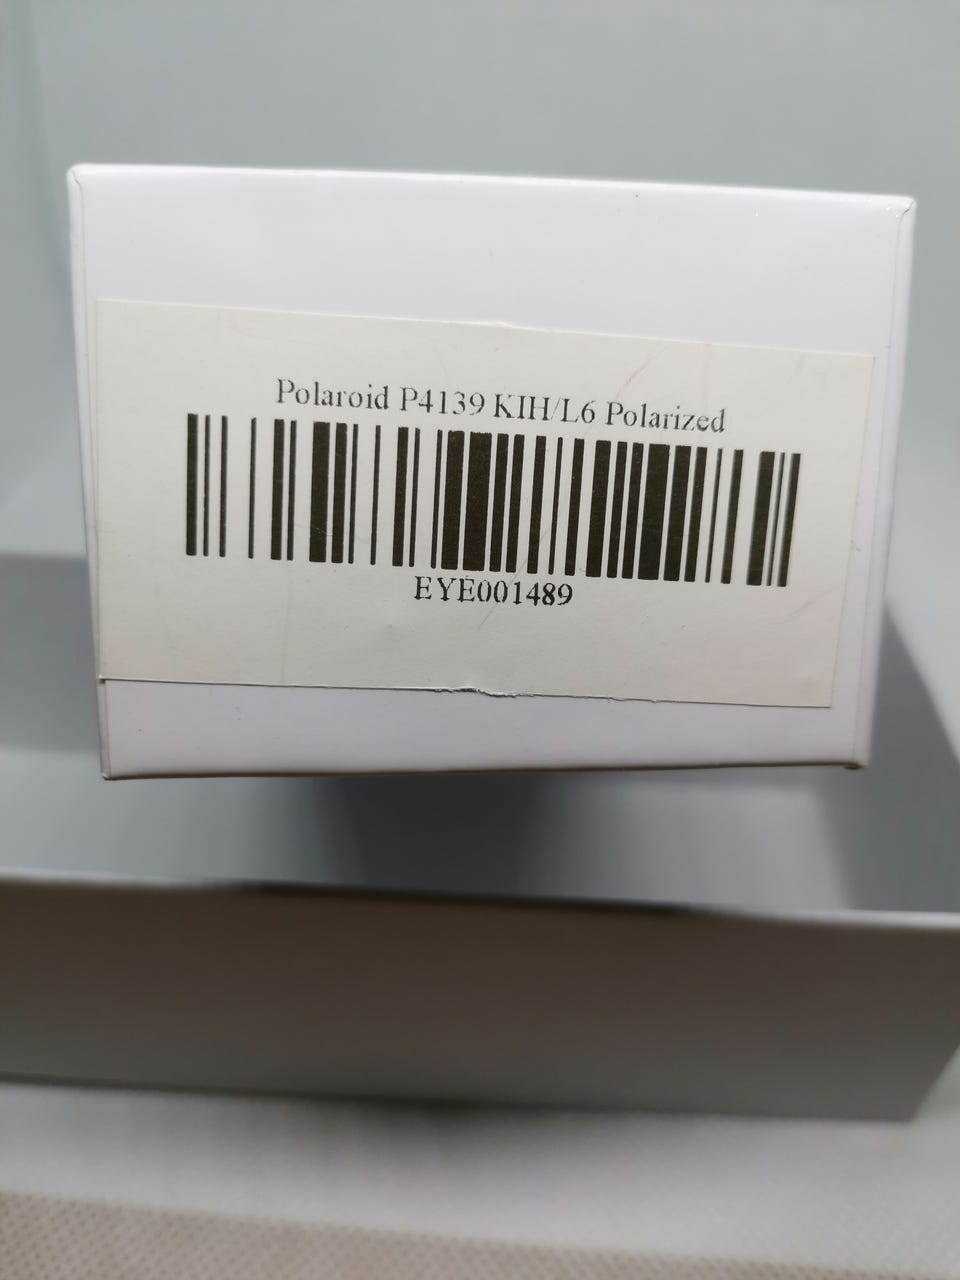 Polaroid P4139 KIH/L6 Polarized
EYE001489